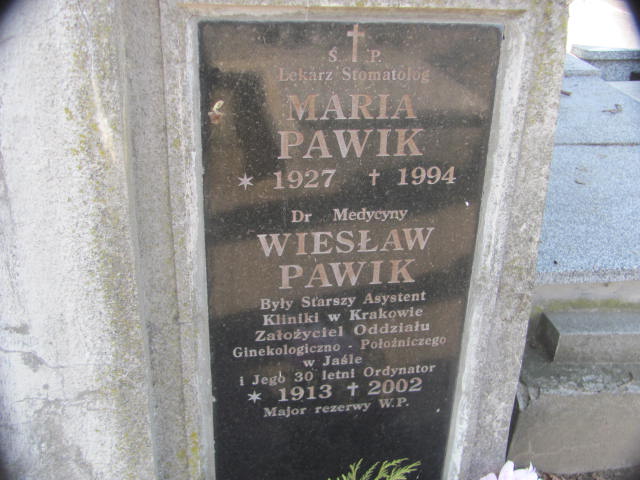 Ś P.
Lekarz Stomatolog
MARIA
PAWIK
* 1927 † 1994
Dr Medycyny
WIESŁAW
PAWIK
Były Starszy Asystent
Kliniki w Krakowie
Założyciel Oddziału
Ginekologiczno - Położniczego
w Jaśle
i Jego 30 letni Ordynator
* 1913 † 2002
Major rezerwy W.P.